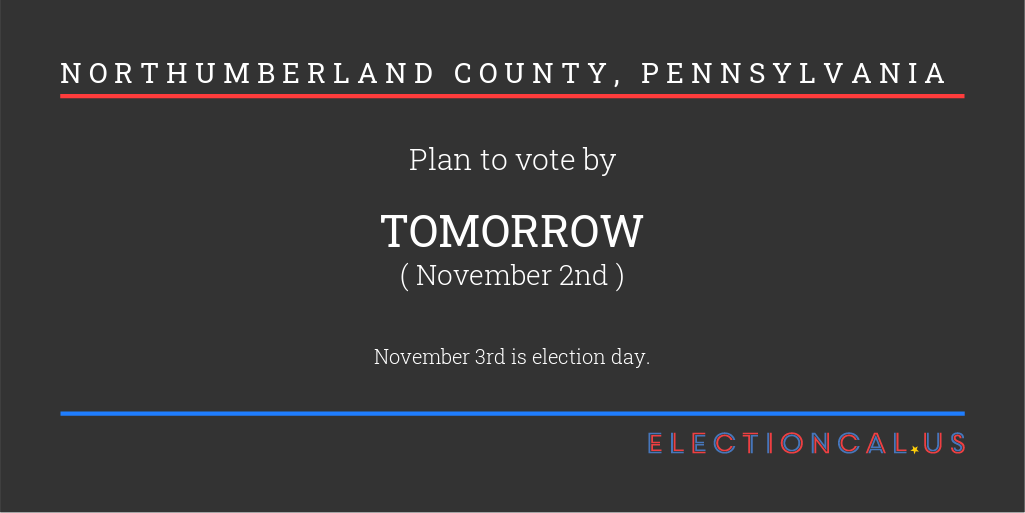 NORTHUMBERLAND COUNTY, PENNSYLVANIA
Plan to vote by
TOMORROW
( November 2nd )
November 3rd is election day.
ELECTIONCAL.US